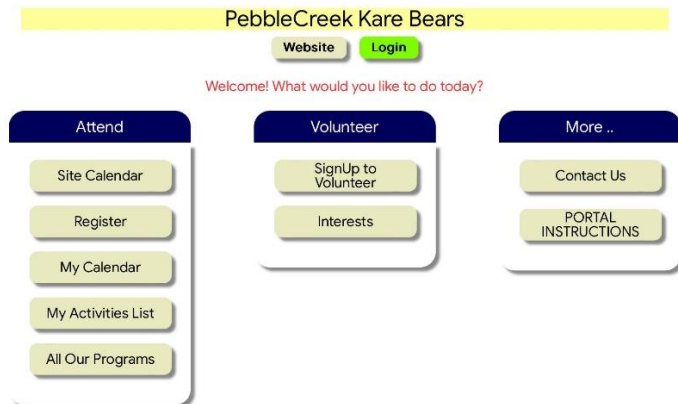 PebbleCreek Kare Bears
Website Login
Welcome! What would you like to do today?
Attend
Site Calendar
Register
My Calendar
My Activities List
All Our Programs
Volunteer
SignUp to
Volunteer
Interests
More ..
Contact Us
PORTAL
INSTRUCTIONS